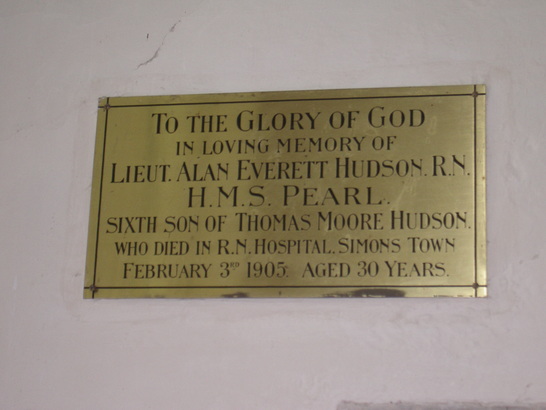 TO THE GLORY OF GOD
IN LOVING MEMORY OF
LIEUT. ALAN EVERETT HUDSON. R.N.
H.M.S. PEARL.
SIXTH SON OF THOMAS MOORE HUDSON.
WHO DIED IN R.N. HOSPITAL, SIMONS TOWN
FEBRUARY 3RD 1905: AGED 30 YEARS.